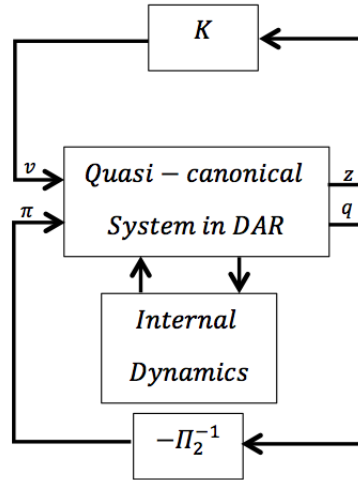 K
v
Quasi − canonical
z
π
q
System in DAR
Internal
Dynamics
−Π₂⁻¹